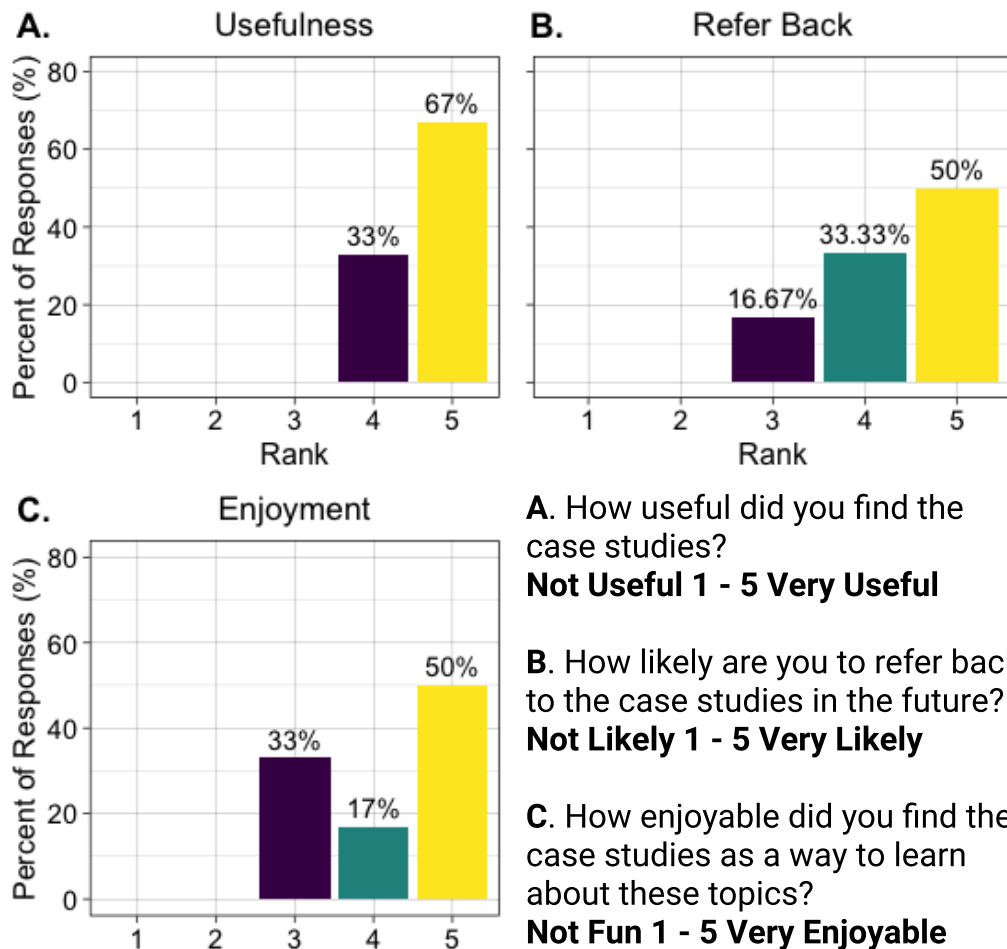 A. Usefulness
Percent of Responses (%)
80
60
40
20
0
67%
33%
1 2 3 4 5
Rank
B. Refer Back
50%
33.33%
16.67%
1 2 3 4 5
Rank
C. Enjoyment
Percent of Responses (%)
80
60
40
20
0
50%
33%
17%
1 2 3 4 5
A. How useful did you find the
case studies?
Not Useful 1 - 5 Very Useful
B. How likely are you to refer bac
to the case studies in the future?
Not Likely 1 - 5 Very Likely
C. How enjoyable did you find the
case studies as a way to learn
about these topics?
Not Fun 1 - 5 Very Enjoyable